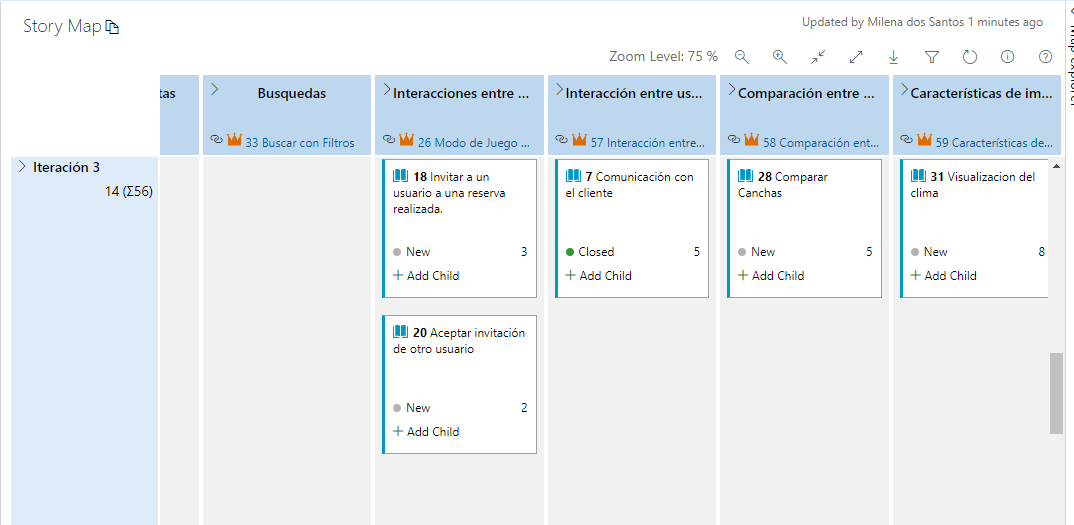 Story Map
Updated by Milena dos Santos 1 minutes ago
Zoom Level: 75 %
Map explorer
tas
Busquedas
33 Buscar con Filtros
Interacciones entre ...
26 Modo de Juego ...
Interacción entre us...
57 Interacción entre...
Comparación entre ...
58 Comparación ent...
Características de im...
59 Características de...
Iteración 3
14 (Σ56)
18 Invitar a un
usuario a una reserva
realizada.
New 3
+ Add Child
7 Comunicación con
el cliente
Closed 5
+ Add Child
28 Comparar
Canchas
New 5
+ Add Child
31 Visualizacion del
clima
New 8
+ Add Child
20 Aceptar invitación
de otro usuario
New 2
+ Add Child